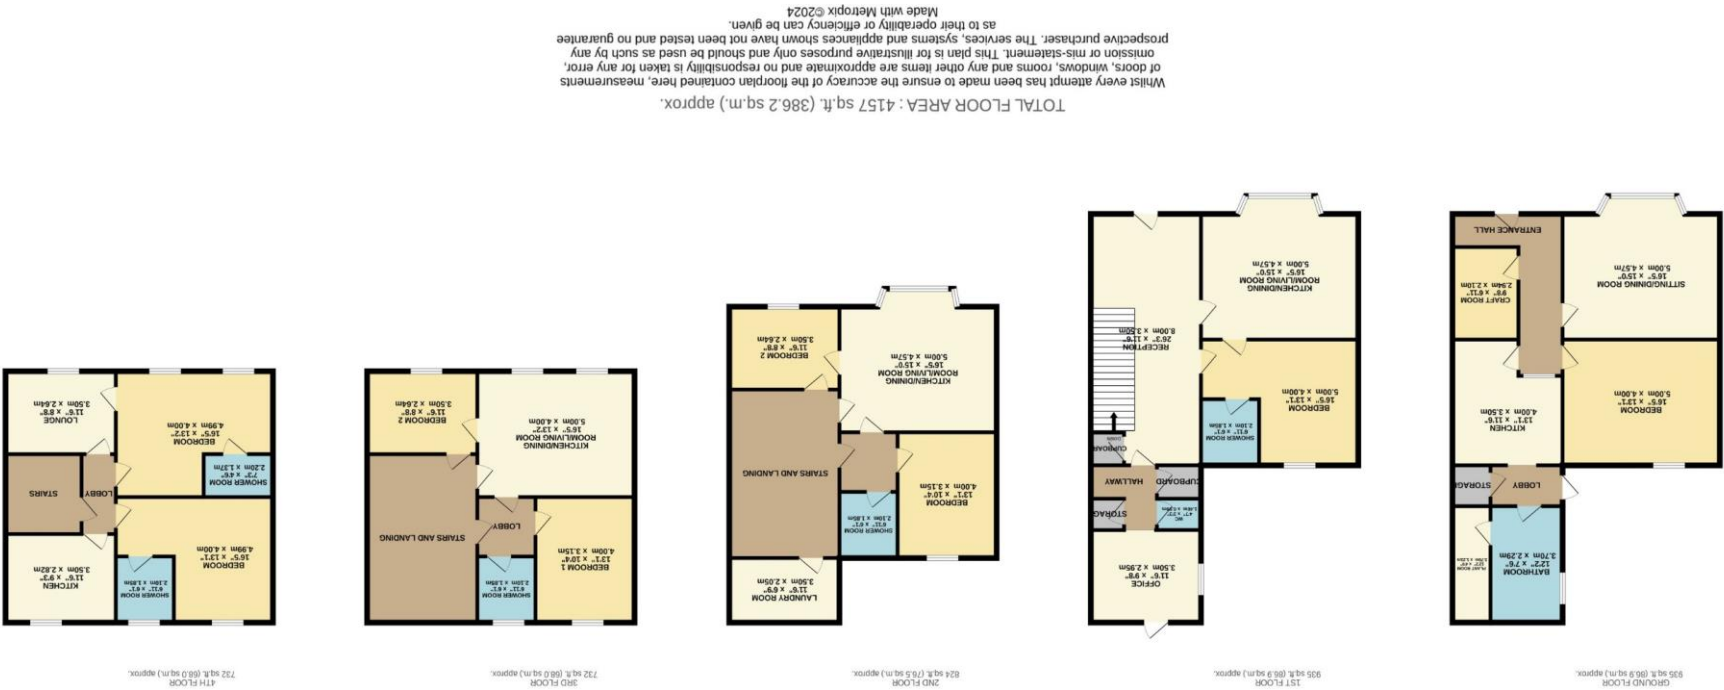 GROUND FLOOR
935 sq.ft. (86.9 sq.m.) approx.
BATHROOM
12'2" x 7'6"
3.70m x 2.29m
PLANT ROOM
LOBBY
STORAGE
BEDROOM
16'5" x 13'1"
5.00m x 4.00m
KITCHEN
13'1" x 11'6"
4.00m x 3.50m
SITTING/DINING ROOM
16'5" x 15'0"
5.00m x 4.57m
CRAFT ROOM
9'8" x 6'11"
2.94m x 2.10m
ENTRANCE HALL
1ST FLOOR
935 sq.ft. (86.9 sq.m.) approx.
OFFICE
11'6" x 9'8"
3.50m x 2.95m
WC
STORAGE
HALLWAY
CUPBOARD
CUPBOARD
DOWN
SHOWER ROOM
6'11" x 6'1"
2.10m x 1.85m
BEDROOM
16'5" x 13'1"
5.00m x 4.00m
RECEPTION
26'3" x 11'6"
8.00m x 3.50m
KITCHEN/DINING
ROOM/LIVING ROOM
16'5" x 15'0"
5.00m x 4.57m
2ND FLOOR
824 sq.ft. (76.5 sq.m.) approx.
LAUNDRY ROOM
11'6" x 6'9"
3.50m x 2.05m
SHOWER ROOM
6'11" x 6'1"
2.10m x 1.85m
BEDROOM
13'1" x 10'4"
4.00m x 3.15m
STAIRS AND LANDING
KITCHEN/DINING
ROOM/LIVING ROOM
16'5" x 15'0"
5.00m x 4.57m
BEDROOM 2
11'6" x 8'8"
3.50m x 2.64m
3RD FLOOR
732 sq.ft. (68.0 sq.m.) approx.
BEDROOM 1
13'1" x 10'4"
4.00m x 3.15m
SHOWER ROOM
6'11" x 6'1"
2.10m x 1.85m
LOBBY
STAIRS AND LANDING
KITCHEN/DINING
ROOM/LIVING ROOM
16'5" x 13'2"
5.00m x 4.00m
BEDROOM 2
11'6" x 8'8"
3.50m x 2.64m
4TH FLOOR
732 sq.ft. (68.0 sq.m.) approx.
KITCHEN
11'6" x 9'3"
3.50m x 2.82m
SHOWER ROOM
6'11" x 6'1"
2.10m x 1.85m
BEDROOM
16'5" x 13'1"
4.99m x 4.00m
STAIRS
LOBBY
SHOWER ROOM
7'3" x 4'6"
2.20m x 1.37m
BEDROOM
16'5" x 13'2"
4.99m x 4.00m
LOUNGE
11'6" x 8'8"
3.50m x 2.64m
TOTAL FLOOR AREA : 4157 sq.ft. (386.2 sq.m.) approx.
Whilst every attempt has been made to ensure the accuracy of the floorplan contained here, measurements
of doors, windows, rooms and any other items are approximate and no responsibility is taken for any error,
omission or mis-statement. This plan is for illustrative purposes only and should be used as such by any
prospective purchaser. The services, systems and appliances shown have not been tested and no guarantee
as to their operability or efficiency can be given.
Made with Metropix ©2024